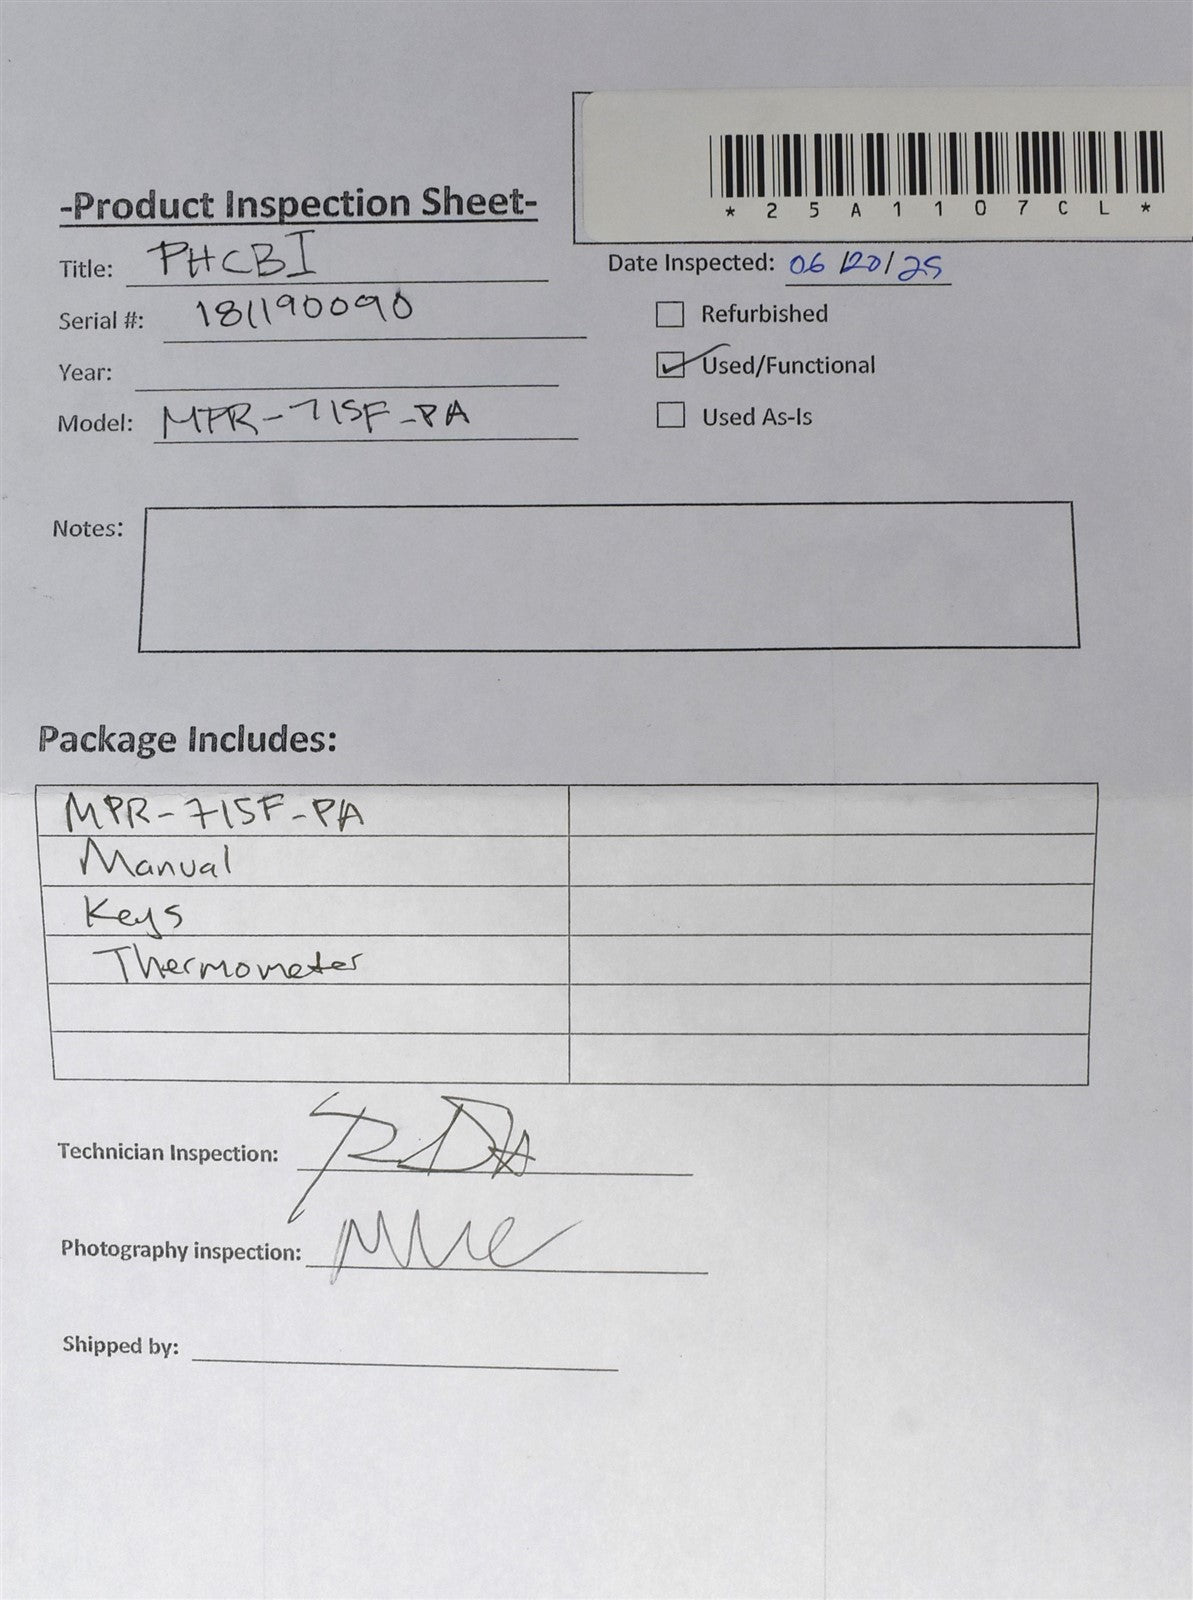 * 2 5 A 1 1 0 7 C L *
-Product Inspection Sheet-
Title: PHCBI
Date Inspected: 06/20/25
Serial #: 181190090
Refurbished
Year:
Used/Functional
Model: MPR-715F-PA
Used As-Is
Notes:
Package Includes:
MPR-715F-PA
Manual
Keys
Thermometer
Technician Inspection:
Photography inspection:
Shipped by: